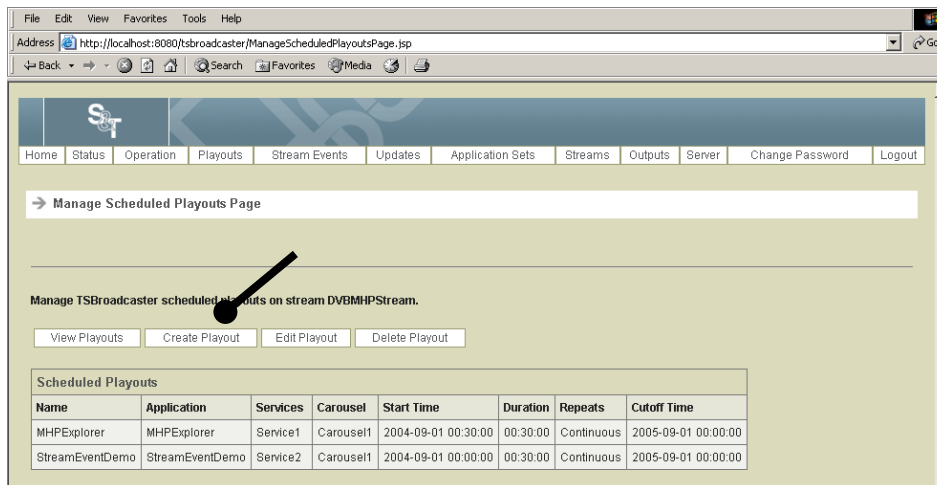 File Edit View Favorites Tools Help
Address http://localhost:8080/tsbroadcaster/ManageScheduledPlayoutsPage.jsp Go
Back Search Favorites Media
S&T
Home Status Operation Playouts Stream Events Updates Application Sets Streams Outputs Server Change Password Logout
Manage Scheduled Playouts Page
Manage TSBroadcaster scheduled playouts on stream DVBMHPStream.
View Playouts Create Playout Edit Playout Delete Playout
Scheduled Playouts
Name Application Services Carousel Start Time Duration Repeats Cutoff Time
MHPExplorer MHPExplorer Service1 Carousel1 2004-09-01 00:30:00 00:30:00 Continuous 2005-09-01 00:00:00
StreamEventDemo StreamEventDemo Service2 Carousel1 2004-09-01 00:00:00 00:30:00 Continuous 2005-09-01 00:00:00